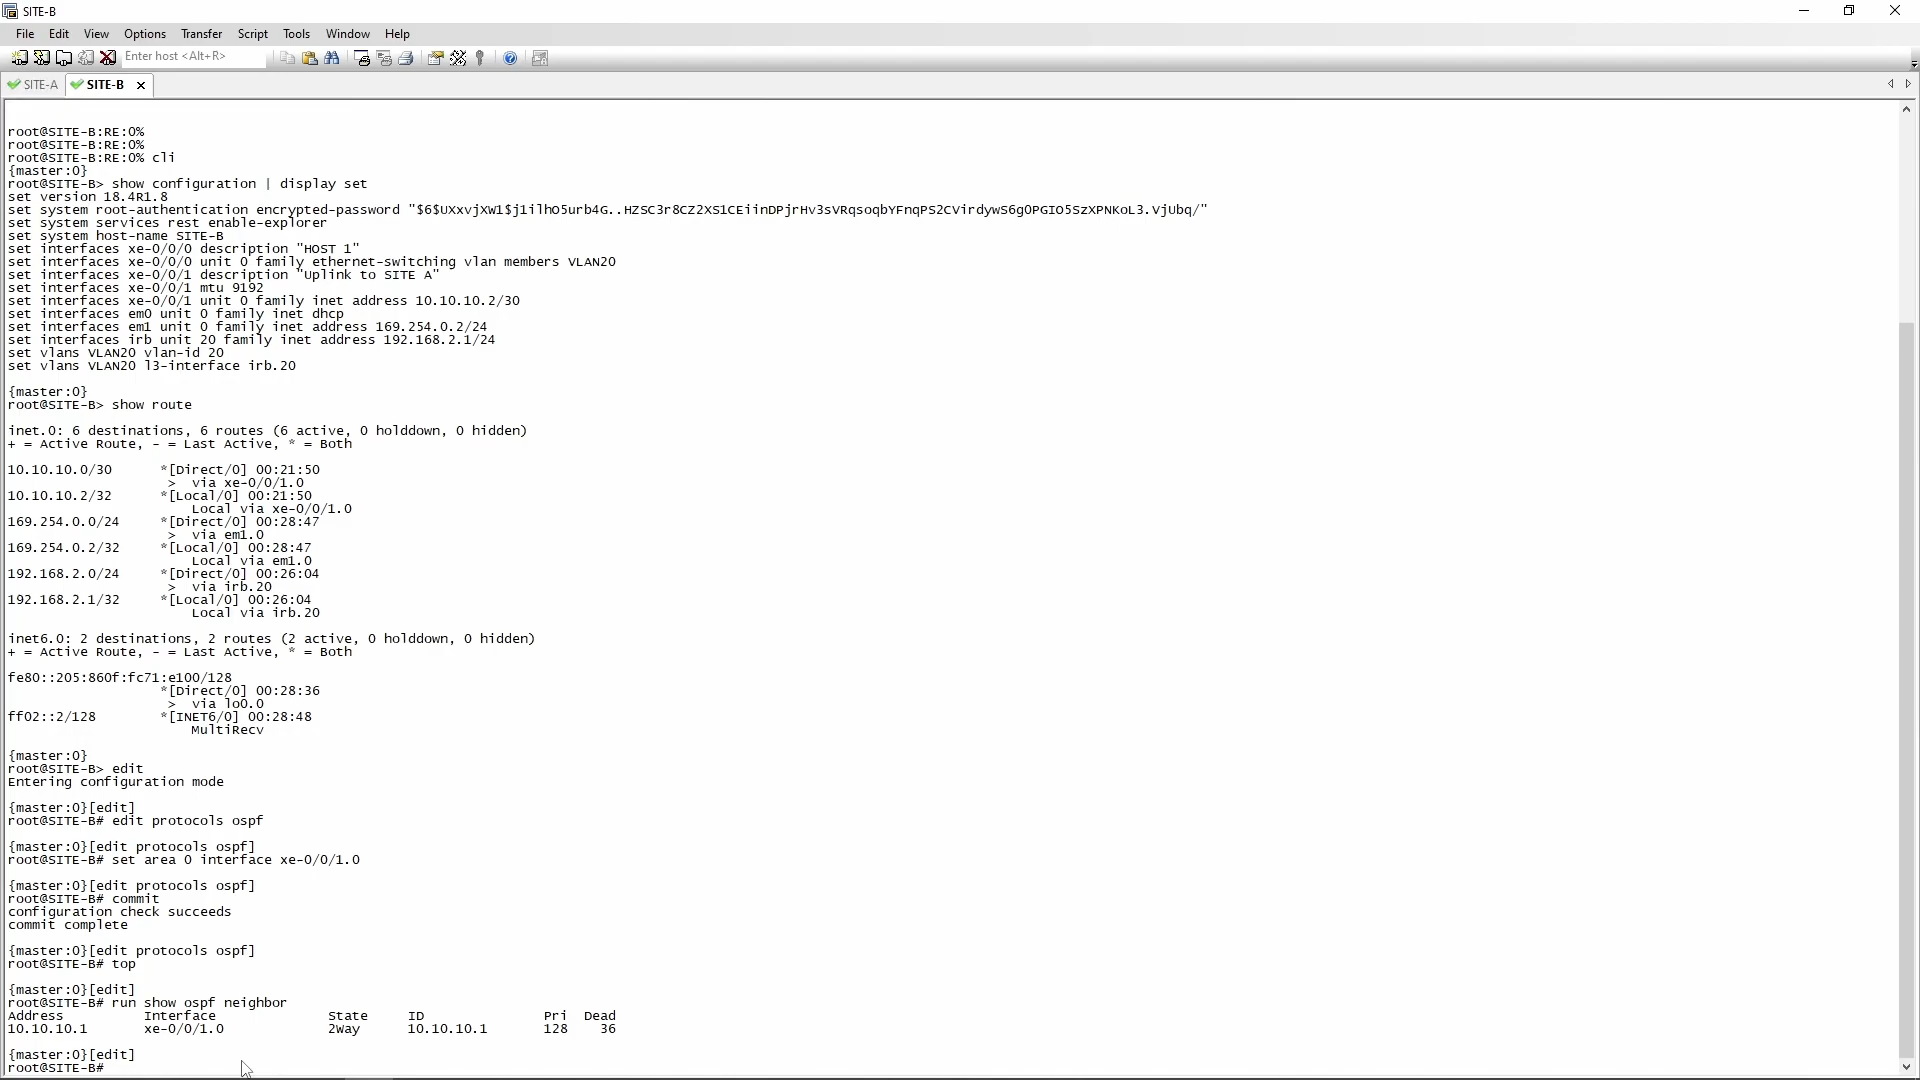 SITE-B
File Edit View Options Transfer Script Tools Window Help
Enter host <Alt+R>
SITE-A SITE-B
root@SITE-B:RE:0%
root@SITE-B:RE:0%
root@SITE-B:RE:0% cli
{master:0}
root@SITE-B> show configuration | display set
set version 18.4R1.8
set system root-authentication encrypted-password "$6$UXxvjXW1$j1ilhO5urb4G..HZSC3r8CZ2XS1CEiinDPjrHv3sVRqsoqbYFnqPS2CVirdywS6gOPGIO5SzXPNKoL3.VjUbq/"
set system services rest enable-explorer
set system host-name SITE-B
set interfaces xe-0/0/0 description "HOST 1"
set interfaces xe-0/0/0 unit 0 family ethernet-switching vlan members VLAN20
set interfaces xe-0/0/1 description "Uplink to SITE A"
set interfaces xe-0/0/1 mtu 9192
set interfaces xe-0/0/1 unit 0 family inet address 10.10.10.2/30
set interfaces em0 unit 0 family inet dhcp
set interfaces em1 unit 0 family inet address 169.254.0.2/24
set interfaces irb unit 20 family inet address 192.168.2.1/24
set vlans VLAN20 vlan-id 20
set vlans VLAN20 l3-interface irb.20
{master:0}
root@SITE-B> show route
inet.0: 6 destinations, 6 routes (6 active, 0 holddown, 0 hidden)
+ = Active Route, - = Last Active, * = Both
10.10.10.0/30 *[Direct/0] 00:21:50
> via xe-0/0/1.0
10.10.10.2/32 *[Local/0] 00:21:50
Local via xe-0/0/1.0
169.254.0.0/24 *[Direct/0] 00:28:47
> via em1.0
169.254.0.2/32 *[Local/0] 00:28:47
Local via em1.0
192.168.2.0/24 *[Direct/0] 00:26:04
> via irb.20
192.168.2.1/32 *[Local/0] 00:26:04
Local via irb.20
inet6.0: 2 destinations, 2 routes (2 active, 0 holddown, 0 hidden)
+ = Active Route, - = Last Active, * = Both
fe80::205:860f:fc71:e100/128
*[Direct/0] 00:28:36
> via lo0.0
ff02::2/128 *[INET6/0] 00:28:48
MultiRecv
{master:0}
root@SITE-B> edit
Entering configuration mode
{master:0}[edit]
root@SITE-B# edit protocols ospf
{master:0}[edit protocols ospf]
root@SITE-B# set area 0 interface xe-0/0/1.0
{master:0}[edit protocols ospf]
root@SITE-B# commit
configuration check succeeds
commit complete
{master:0}[edit protocols ospf]
root@SITE-B# top
{master:0}[edit]
root@SITE-B# run show ospf neighbor
Address Interface State ID Pri Dead
10.10.10.1 xe-0/0/1.0 2Way 10.10.10.1 128 36
{master:0}[edit]
root@SITE-B#